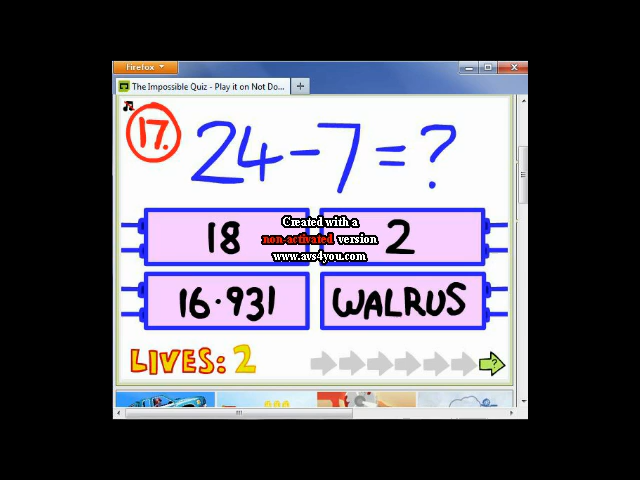 Firefox
The Impossible Quiz - Play it on Not Do...
17.
24-7=?
18
2
Created with a
non-activated version
www.avs4you.com
16·931
WALRUS
LIVES: 2
?